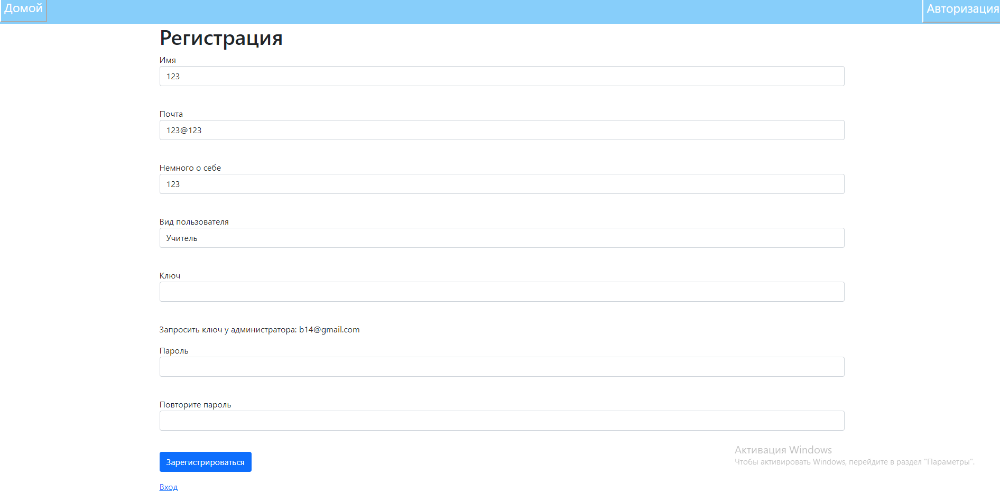 Домой
Авторизация
Регистрация
Имя
123
Почта
123@123
Немного о себе
123
Вид пользователя
Учитель
Ключ
Запросить ключ у администратора: b14@gmail.com
Пароль
Повторите пароль
Активация Windows
Чтобы активировать Windows, перейдите в раздел "Параметры".
Зарегистрироваться
Вход